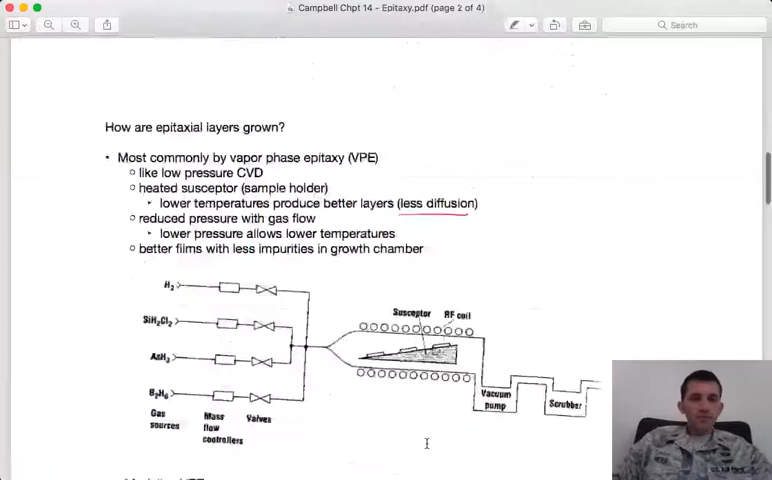 Campbell Chpt 14 - Epitaxy.pdf (page 2 of 4)
Search
How are epitaxial layers grown?
• Most commonly by vapor phase epitaxy (VPE)
○ like low pressure CVD
○ heated susceptor (sample holder)
‣ lower temperatures produce better layers (less diffusion)
○ reduced pressure with gas flow
‣ lower pressure allows lower temperatures
○ better films with less impurities in growth chamber
H₂
SiH₂Cl₂
AsH₃
B₂H₆
Gas
sources
Mass
flow
controllers
Valves
Susceptor
RF coil
Vacuum
pump
Scrubber
U.S. AIR FORCE